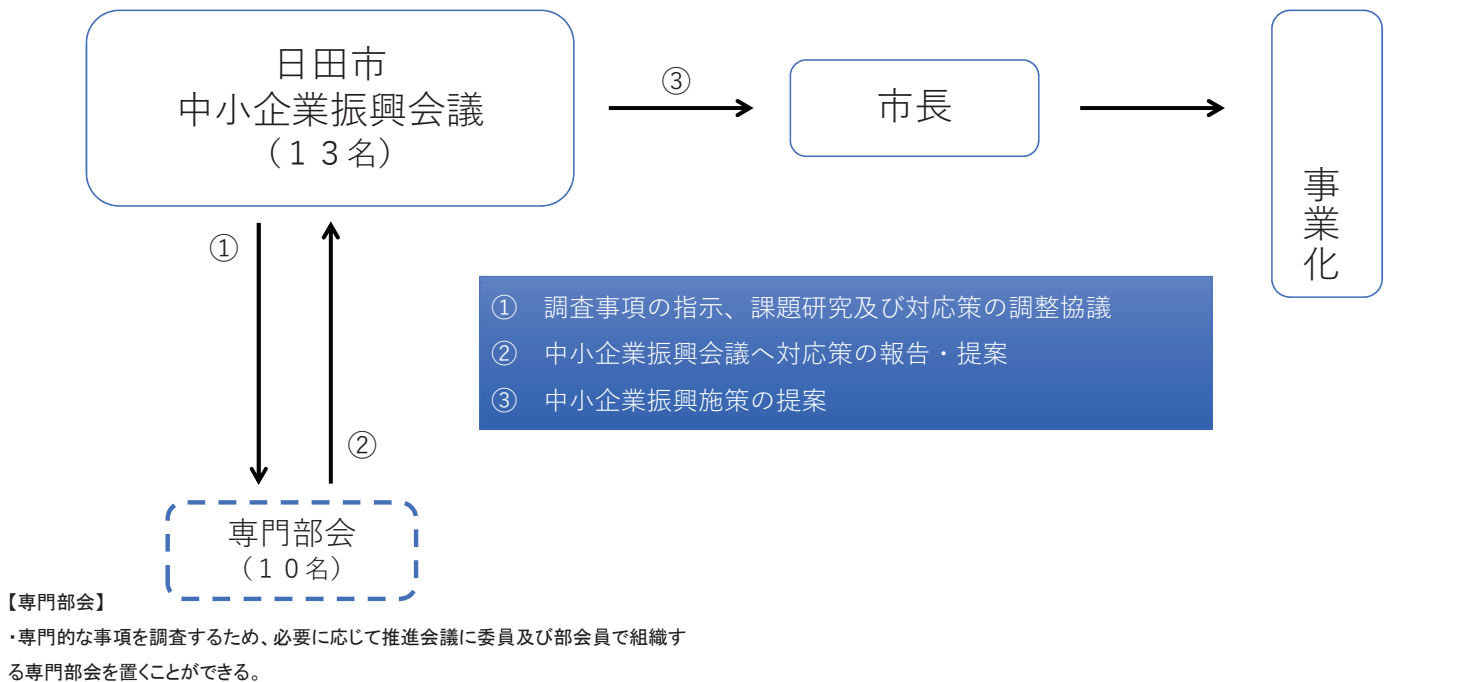 日田市
中小企業振興会議
（１３名）
③
市長
事業化
①
②
① 調査事項の指示、課題研究及び対応策の調整協議
② 中小企業振興会議へ対応策の報告・提案
③ 中小企業振興施策の提案
専門部会
（１０名）
【専門部会】
・専門的な事項を調査するため、必要に応じて推進会議に委員及び部会員で組織す
る専門部会を置くことができる。